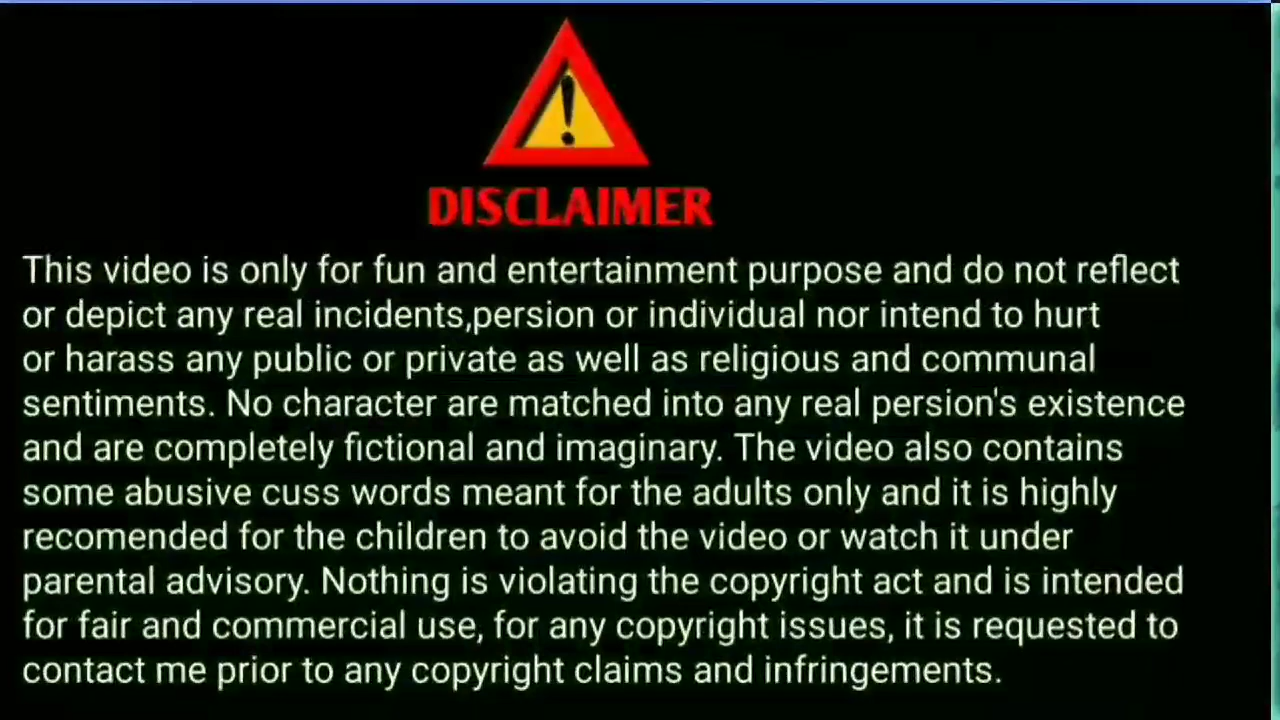 DISCLAIMER
This video is only for fun and entertainment purpose and do not reflect
or depict any real incidents,persion or individual nor intend to hurt
or harass any public or private as well as religious and communal
sentiments. No character are matched into any real persion's existence
and are completely fictional and imaginary. The video also contains
some abusive cuss words meant for the adults only and it is highly
recomended for the children to avoid the video or watch it under
parental advisory. Nothing is violating the copyright act and is intended
for fair and commercial use, for any copyright issues, it is requested to
contact me prior to any copyright claims and infringements.